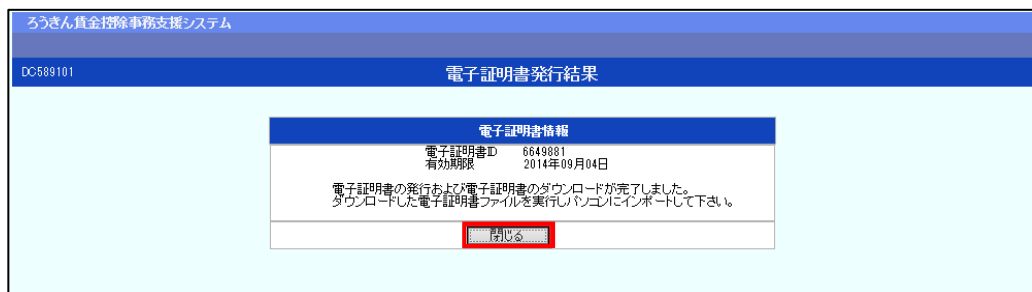 ろうきん賃金控除事務支援システム
DC589101
電子証明書発行結果
電子証明書情報
電子証明書ID 6649881
有効期限 2014年09月04日
電子証明書の発行および電子証明書のダウンロードが完了しました。
ダウンロードした電子証明書ファイルを実行しパソコンにインポートして下さい。
閉じる